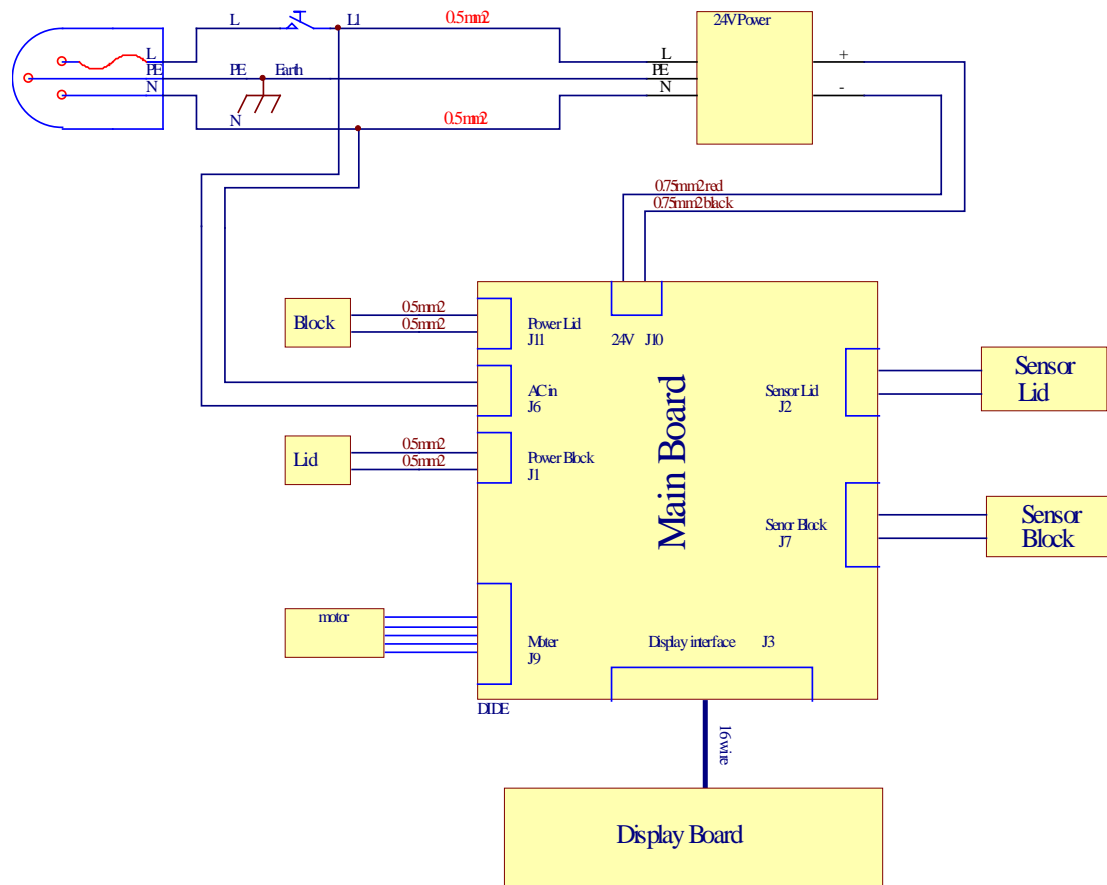 L L1 0.5mm2 24V Power
L L +
PE PE Earth PE
N N -
N 0.5mm2
0.75mm2 red
0.75mm2 black
Block 0.5mm2
0.5mm2
Power Lid
J11
24V J10
AC in
J6
Lid 0.5mm2
0.5mm2
Power Block
J1
Main Board
Sensor Lid
J2
Sensor
Lid
Senor Block
J7
Sensor
Block
motor
Moter
J9
Display interface J3
DIDE
16 wire
Display Board